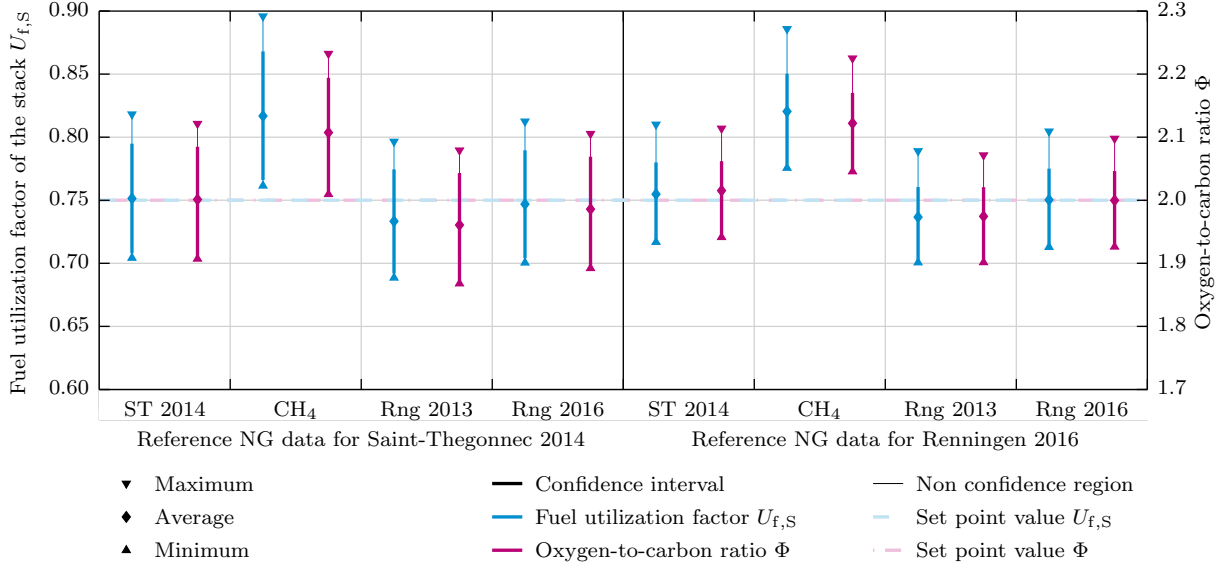 Fuel utilization factor of the stack U_f,S
0.90
0.85
0.80
0.75
0.70
0.65
0.60
2.3
2.2
2.1
2.0
1.9
1.8
1.7
Oxygen-to-carbon ratio Φ
ST 2014 CH₄ Rng 2013 Rng 2016 ST 2014 CH₄ Rng 2013 Rng 2016
Reference NG data for Saint-Thegonnec 2014 Reference NG data for Renningen 2016
Maximum Confidence interval Non confidence region
Average Fuel utilization factor U_f,S Set point value U_f,S
Minimum Oxygen-to-carbon ratio Φ Set point value Φ